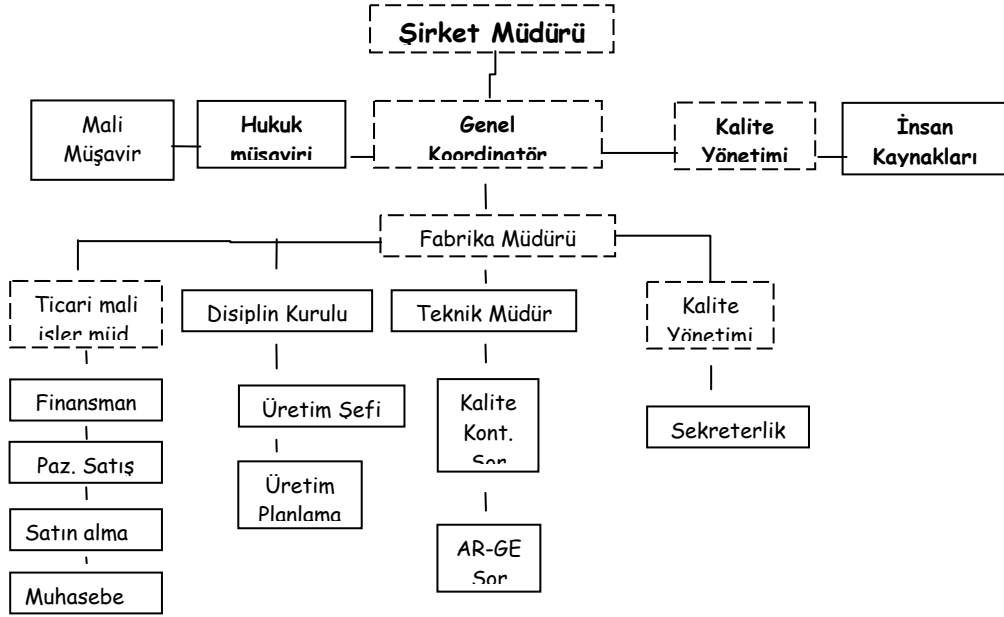 Şirket Müdürü
Mali
Müşavir
Hukuk
müşaviri
Genel
Koordinatör
Kalite
Yönetimi
İnsan
Kaynakları
Fabrika Müdürü
Ticari mali
işler müd
Disiplin Kurulu
Teknik Müdür
Kalite
Yönetimi
Finansman
Üretim Şefi
Kalite
Kont.
Sor
Sekreterlik
Paz. Satış
Üretim
Planlama
Satın alma
AR-GE
Sor
Muhasebe